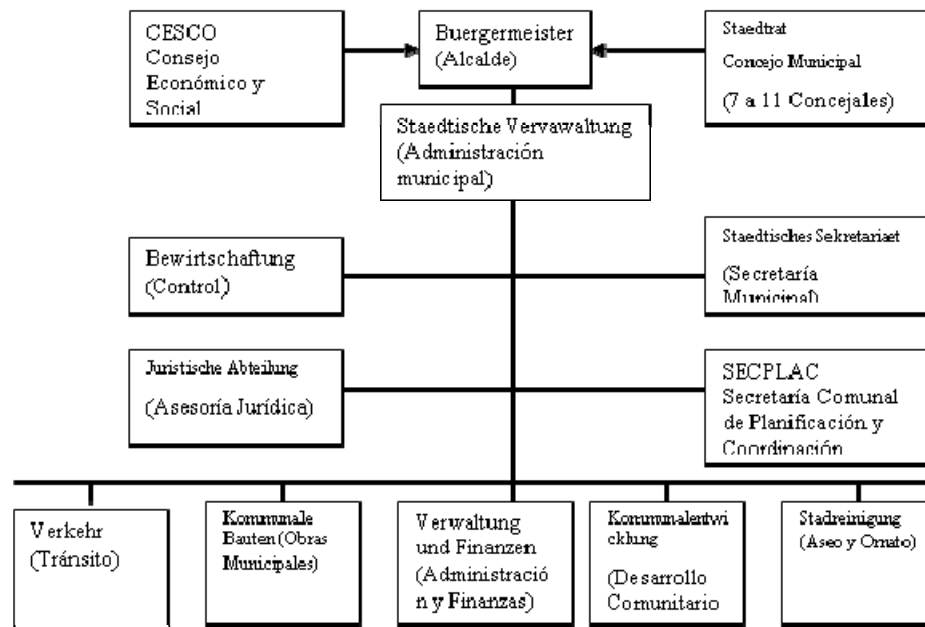 CESCO
Consejo
Económico y
Social
Buergermeister
(Alcalde)
Staedtrat
Concejo Municipal
(7 a 11 Concejales)
Staedtische Vervawaltung
(Administración
municipal)
Bewirtschaftung
(Control)
Staedtisches Sekretariaet
(Secretaría
Municipal)
Juristische Abteilung
(Asesoría Jurídica)
SECPLAC
Secretaría Comunal
de Planificación y
Coordinación
Verkehr
(Tránsito)
Kommunale
Bauten (Obras
Municipales)
Verwaltung
und Finanzen
(Administració
n y Finanzas)
Kommunalentwi
cklung
(Desarrollo
Comunitario
Stadreinigung
(Aseo y Ornato)